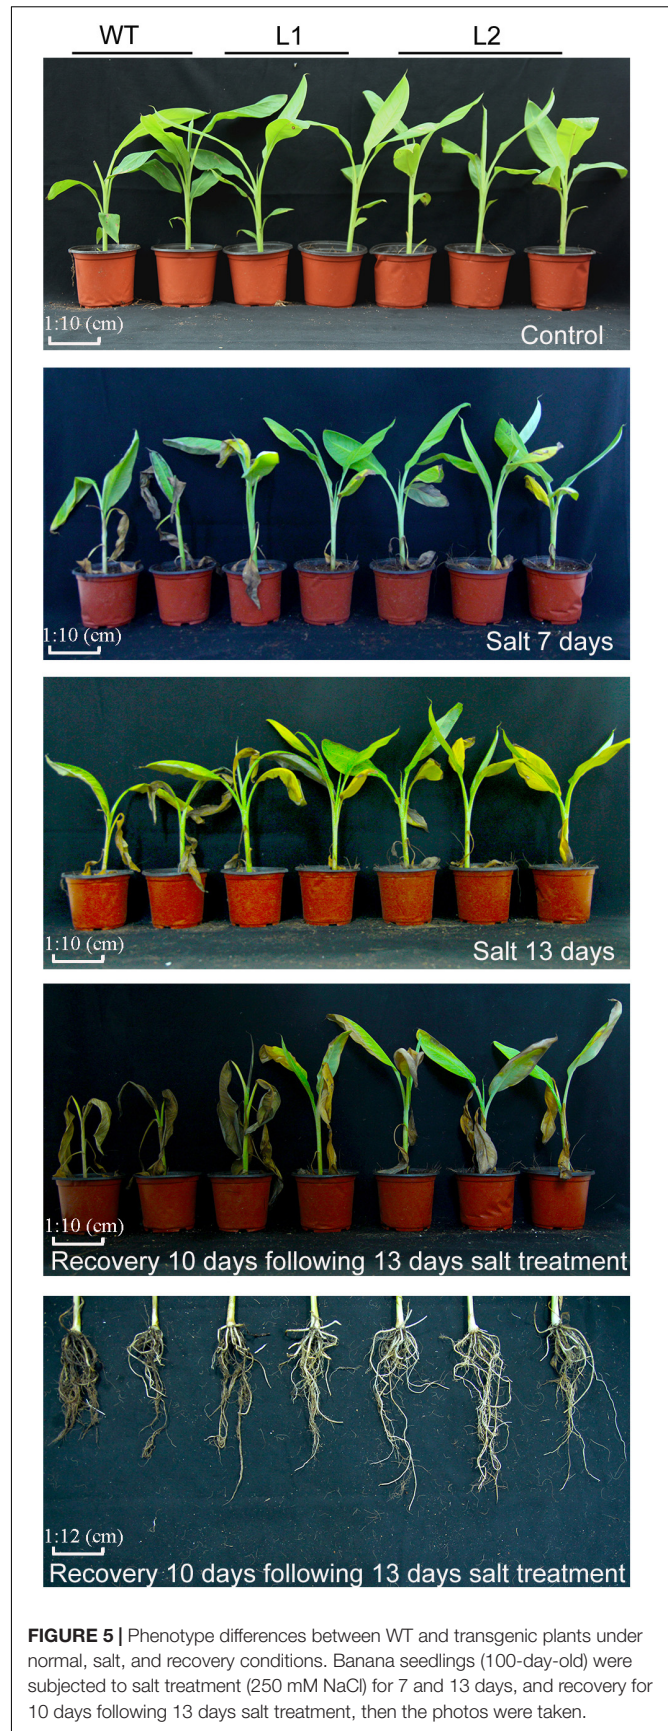 WT L1 L2
1:10 (cm)
Control
1:10 (cm)
Salt 7 days
1:10 (cm)
Salt 13 days
1:10 (cm)
Recovery 10 days following 13 days salt treatment
1:12 (cm)
Recovery 10 days following 13 days salt treatment
FIGURE 5 | Phenotype differences between WT and transgenic plants under
normal, salt, and recovery conditions. Banana seedlings (100-day-old) were
subjected to salt treatment (250 mM NaCl) for 7 and 13 days, and recovery for
10 days following 13 days salt treatment, then the photos were taken.